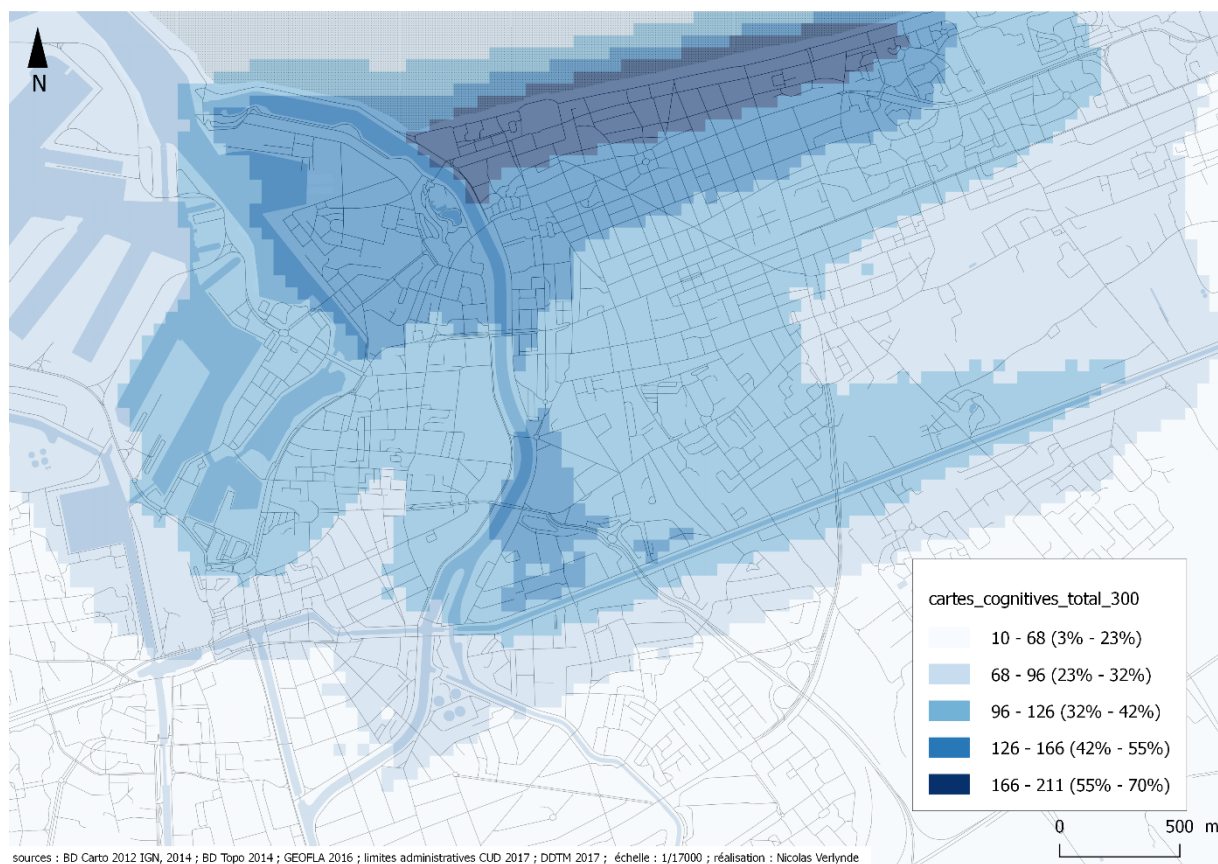 N
cartes_cognitives_total_300
10 - 68 (3% - 23%)
68 - 96 (23% - 32%)
96 - 126 (32% - 42%)
126 - 166 (42% - 55%)
166 - 211 (55% - 70%)
0 500 m
sources : BD Carto 2012 IGN, 2014 ; BD Topo 2014 ; GEOFLA 2016 ; limites administratives CUD 2017 ; DDTM 2017 ; échelle : 1/17000 ; réalisation : Nicolas Verlynde